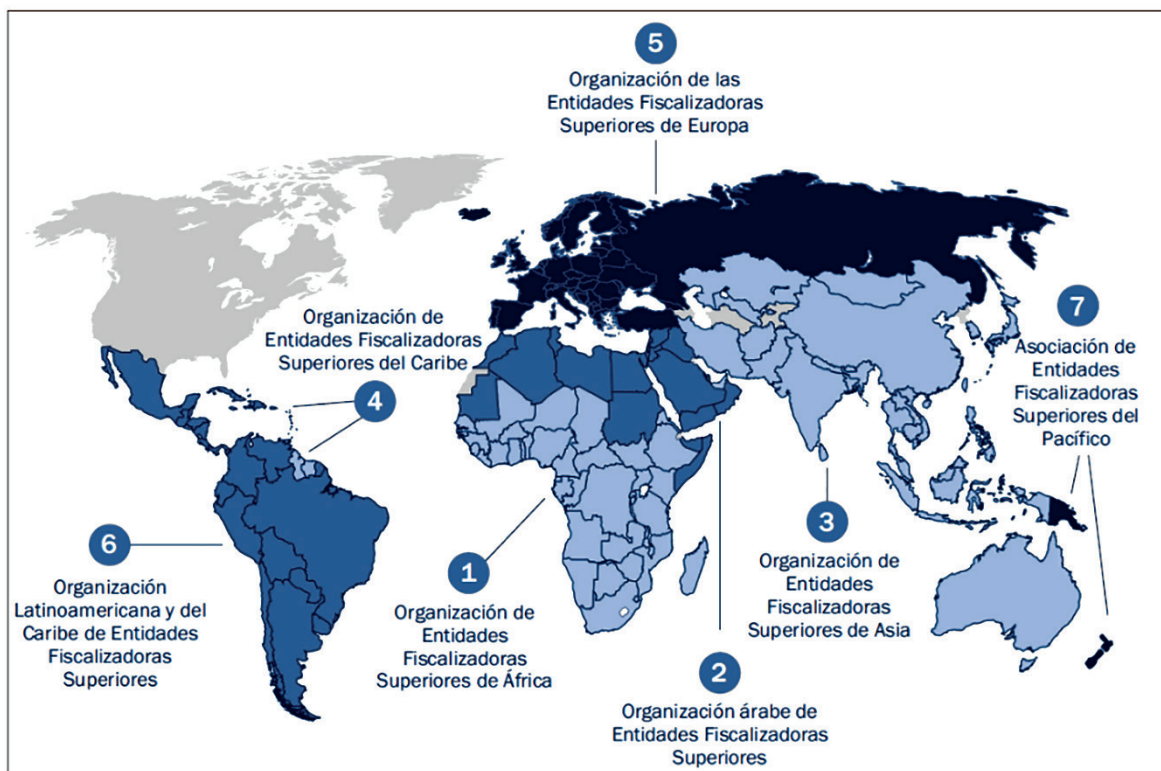 5
Organización de las
Entidades Fiscalizadoras
Superiores de Europa
Organización de
Entidades Fiscalizadoras
Superiores del Caribe
4
7
Asociación de
Entidades
Fiscalizadoras
Superiores del
Pacífico
6
Organización
Latinoamericana y del
Caribe de Entidades
Fiscalizadoras
Superiores
1
Organización de
Entidades
Fiscalizadoras
Superiores de África
3
Organización de
Entidades
Fiscalizadoras
Superiores de Asia
2
Organización árabe de
Entidades Fiscalizadoras
Superiores